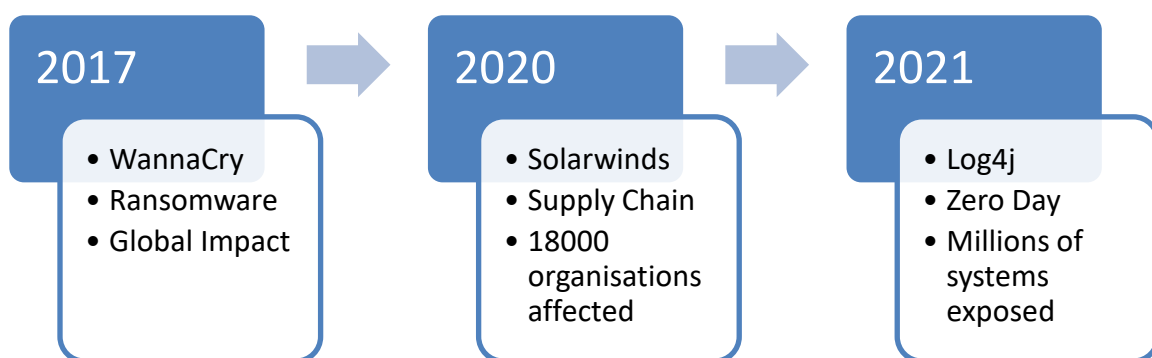 2017
• WannaCry
• Ransomware
• Global Impact
2020
• Solarwinds
• Supply Chain
• 18000
organisations
affected
2021
• Log4j
• Zero Day
• Millions of
systems
exposed